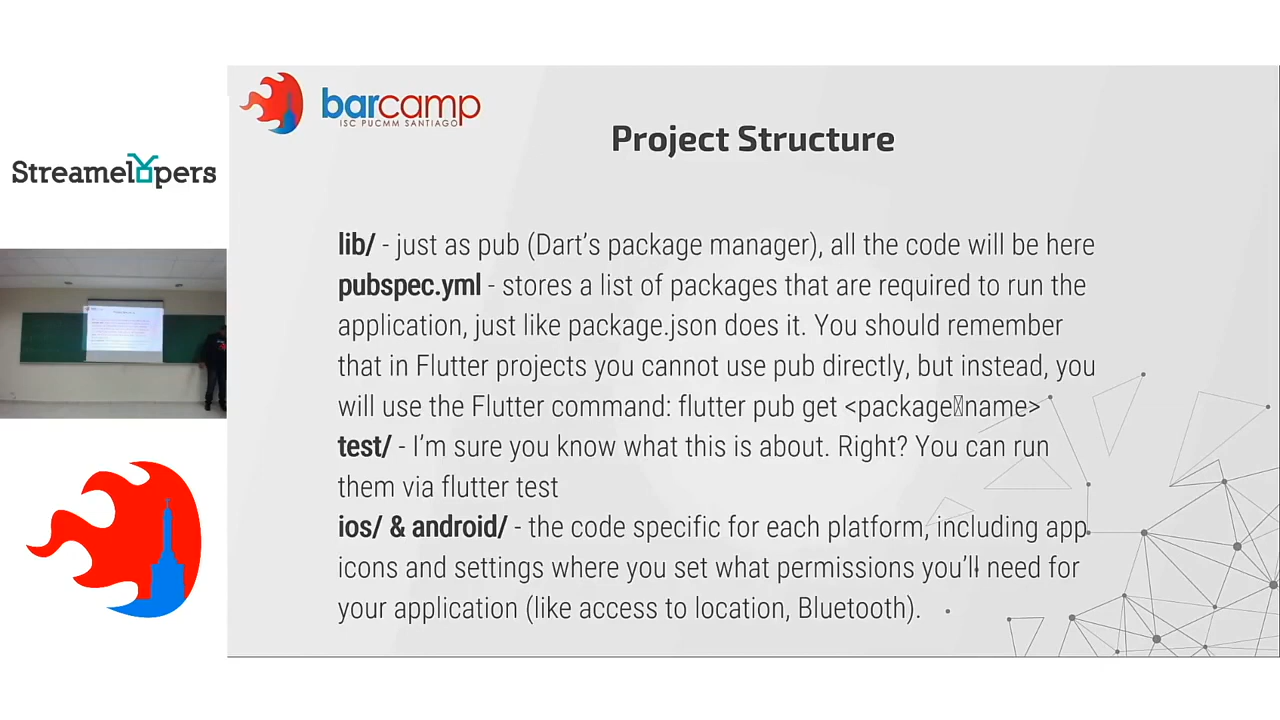 barcamp
ISC PUCMM SANTIAGO
Project Structure
Streamelopers
lib/ - just as pub (Dart’s package manager), all the code will be here
pubspec.yml - stores a list of packages that are required to run the
application, just like package.json does it. You should remember
that in Flutter projects you cannot use pub directly, but instead, you
will use the Flutter command: flutter pub get <package▯name>
test/ - I’m sure you know what this is about. Right? You can run
them via flutter test
ios/ & android/ - the code specific for each platform, including app
icons and settings where you set what permissions you’ll need for
your application (like access to location, Bluetooth).